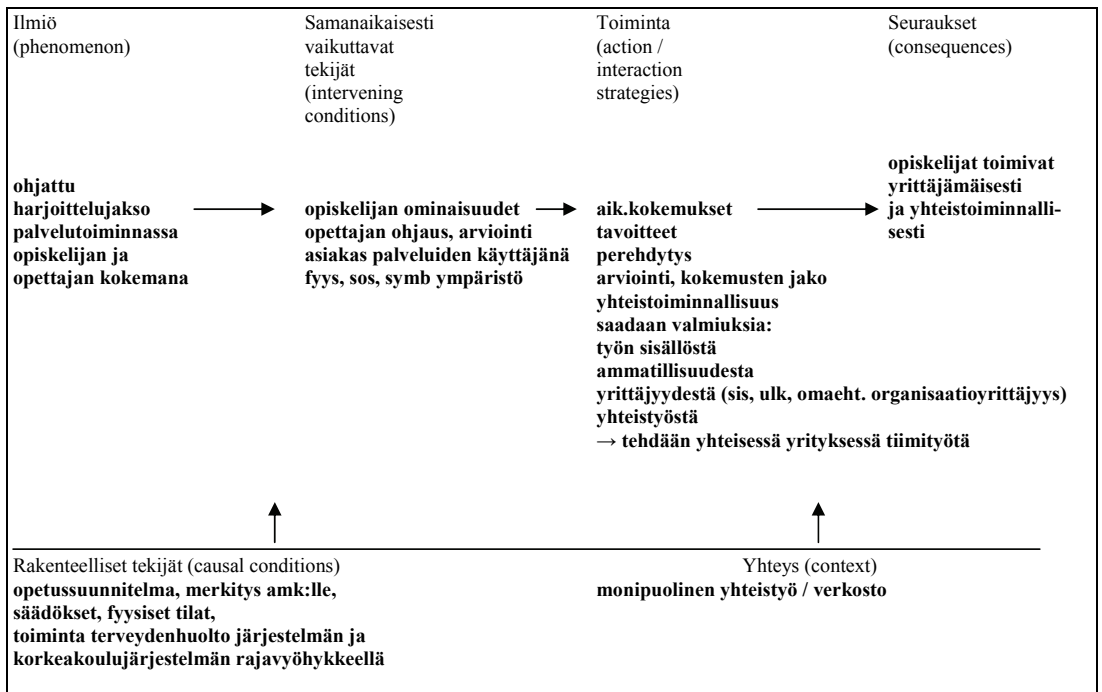 Ilmiö
(phenomenon)
Samanaikaisesti
vaikuttavat
tekijät
(intervening
conditions)
Toiminta
(action /
interaction
strategies)
Seuraukset
(consequences)
ohjattu
harjoittelujakso
palvelutoiminnassa
opiskelijan ja
opettajan kokemana
opiskelijan ominaisuudet
opettajan ohjaus, arviointi
asiakas palveluiden käyttäjänä
fyys, sos, symb ympäristö
aik.kokemukset
tavoitteet
perehdytys
arviointi, kokemusten jako
yhteistoiminnallisuus
saadaan valmiuksia:
työn sisällöstä
ammatillisuudesta
yrittäjyydestä (sis, ulk, omaeht. organisaatioyrittäjyys)
yhteistyöstä
→ tehdään yhteisessä yrityksessä tiimityötä
opiskelijat toimivat
yrittäjämäisesti
ja yhteistoiminnalli-
sesti
Rakenteelliset tekijät (causal conditions)
opetussuunnitelma, merkitys amk:lle,
säädökset, fyysiset tilat,
toiminta terveydenhuolto järjestelmän ja
korkeakoulujärjestelmän rajavyöhykkeellä
Yhteys (context)
monipuolinen yhteistyö / verkosto